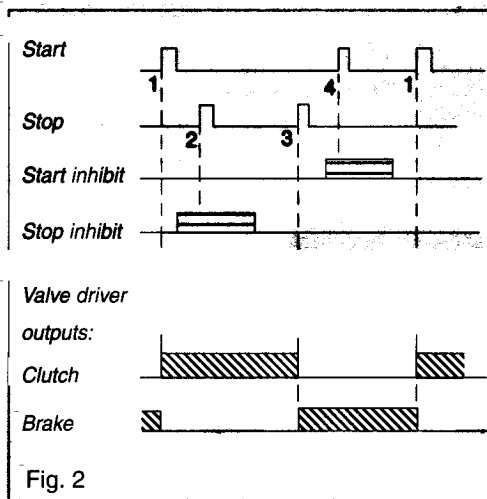 Start
1
4
1
Stop
2
3
Start inhibit
Stop inhibit
Valve driver
outputs:
Clutch
Brake
Fig. 2